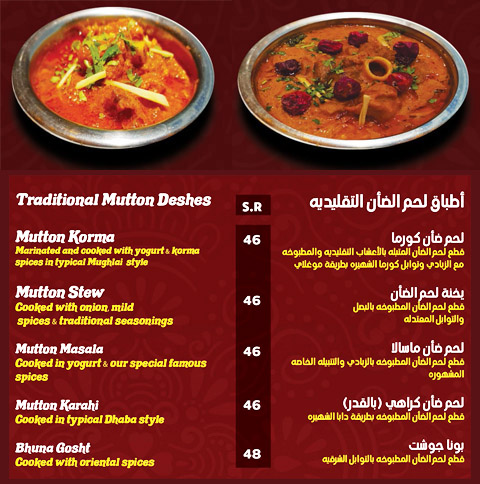 Traditional Mutton Deshes
S.R
أطباق لحم الضأن التقليديه
Mutton Korma
Marinated and cooked with yogurt & korma
spices in typical Mughlai style
46
لحم ضأن كورما
قطع لحم الضأن المتبله بالأعشاب التقليديه والمطبوخه
مع الزبادي وتوابل كورما الشهيره بطريقة موغلاي
Mutton Stew
Cooked with onion, mild
spices & traditional seasonings
46
يخنة لحم الضأن
قطع لحم الضأن المطبوخه بالبصل
والتوابل المعتدله
Mutton Masala
Cooked in yogurt & our special famous
spices
46
لحم ضأن ماسالا
قطع لحم الضأن المطبوخه بالزبادي والتتبيله الخاصه
المشهوره
Mutton Karahi
Cooked in typical Dhaba style
46
لحم ضأن كراهي (بالقدر)
قطع لحم الضأن المطبوخه بطريقة دابا الشهيره
Bhuna Gosht
Cooked with oriental spices
48
بونا جوشت
قطع لحم الضأن المطبوخه بالتوابل الشرقيه